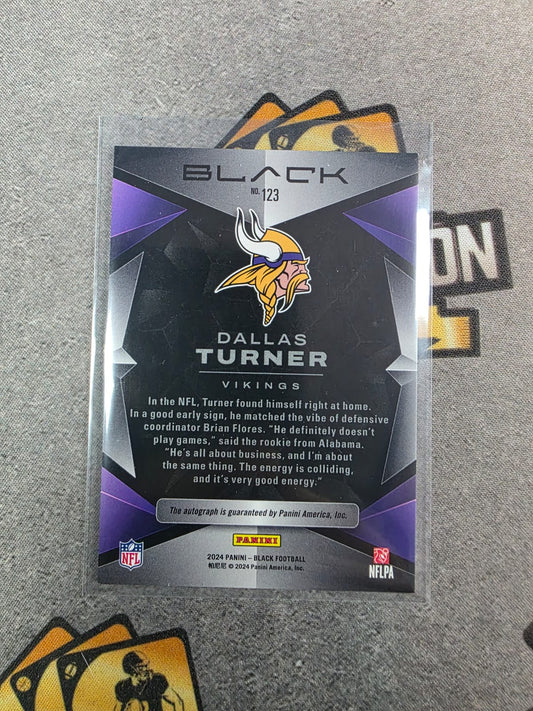 BLACK
NO. 123
DALLAS
TURNER
VIKINGS
In the NFL, Turner found himself right at home.
In a good early sign, he matched the vibe of defensive
coordinator Brian Flores. "He definitely doesn't
play games," said the rookie from Alabama.
"He's all about business, and I'm about
the same thing. The energy is colliding,
and it's very good energy."
The autograph is guaranteed by Panini America, Inc.
PANINI
NFL
2024 PANINI – BLACK FOOTBALL
帕尼尼 © 2024 Panini America, Inc.
NFLPA
ON